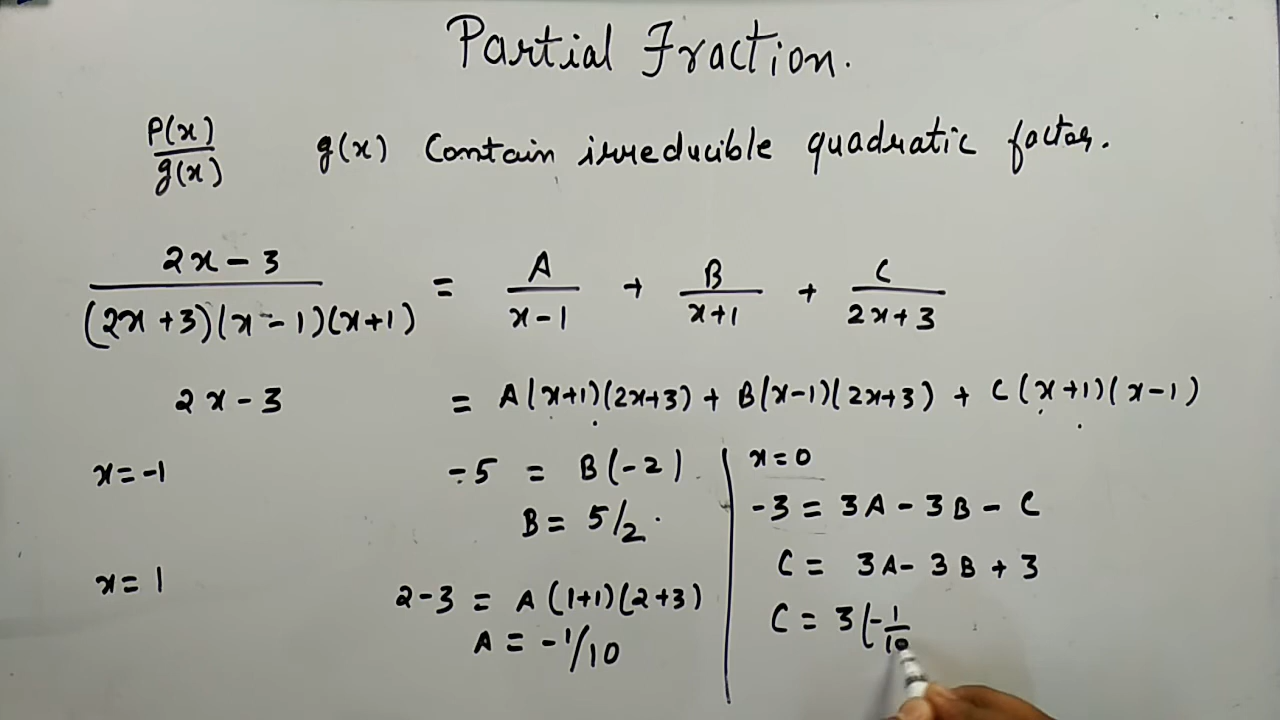 Partial Fraction.
P(x)/g(x) g(x) Contain irreducible quadratic factor.
(2x - 3)/((2x+3)(x-1)(x+1)) = A/(x-1) + B/(x+1) + C/(2x+3)
2x-3 = A(x+1)(2x+3) + B(x-1)(2x+3) + C(x+1)(x-1)
x=-1 -5 = B(-2)
B = 5/2.
x=1 2-3 = A(1+1)(2+3)
A = -1/10
x=0
-3 = 3A - 3B - C
C = 3A - 3B + 3
C = 3(-1/10